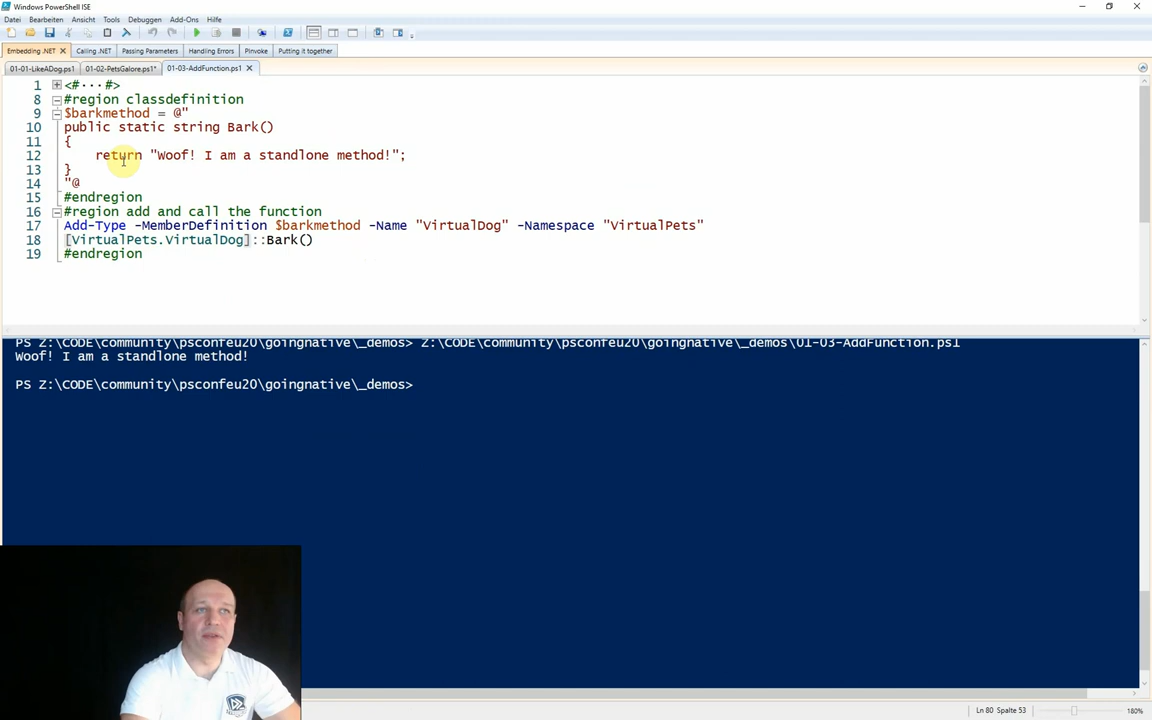 Windows PowerShell ISE
Datei Bearbeiten Ansicht Tools Debuggen Add-Ons Hilfe
Embedding .NET Calling .NET Passing Parameters Handling Errors PInvoke Putting it together
01-01-LikeADog.ps1 01-02-PetsGalore.ps1* 01-03-AddFunction.ps1
1 <#···#>
8 #region classdefinition
9 $barkmethod = @"
10 public static string Bark()
11 {
12 return "Woof! I am a standlone method!";
13 }
14 "@
15 #endregion
16 #region add and call the function
17 Add-Type -MemberDefinition $barkmethod -Name "VirtualDog" -Namespace "VirtualPets"
18 [VirtualPets.VirtualDog]::Bark()
19 #endregion
PS Z:\CODE\community\psconfeu20\goingnative\_demos> Z:\CODE\community\psconfeu20\goingnative\_demos\01-03-AddFunction.ps1
Woof! I am a standlone method!
PS Z:\CODE\community\psconfeu20\goingnative\_demos>
Ln 80 Spalte 53 180%